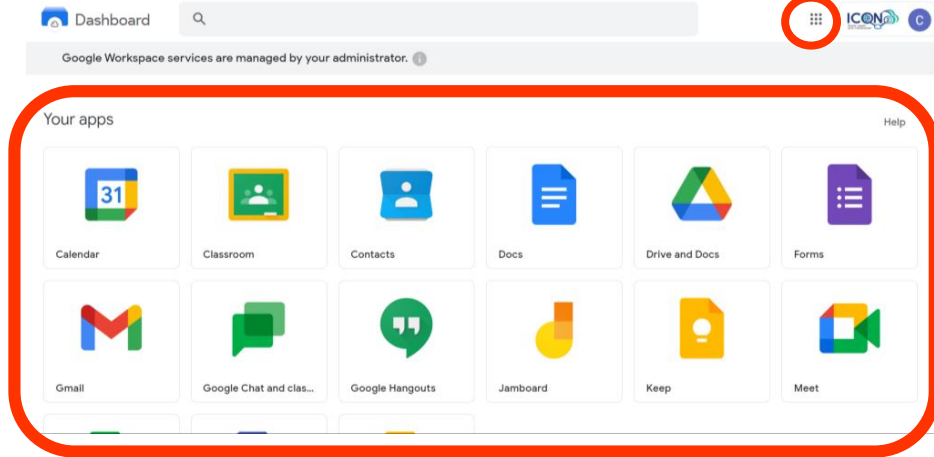 Dashboard
ICON
C
Google Workspace services are managed by your administrator.
Your apps
Help
31
Calendar
Classroom
Contacts
Docs
Drive and Docs
Forms
Gmail
Google Chat and clas...
Google Hangouts
Jamboard
Keep
Meet